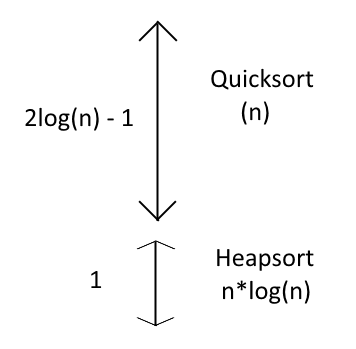 2log(n) - 1
Quicksort
(n)
1
Heapsort
n*log(n)